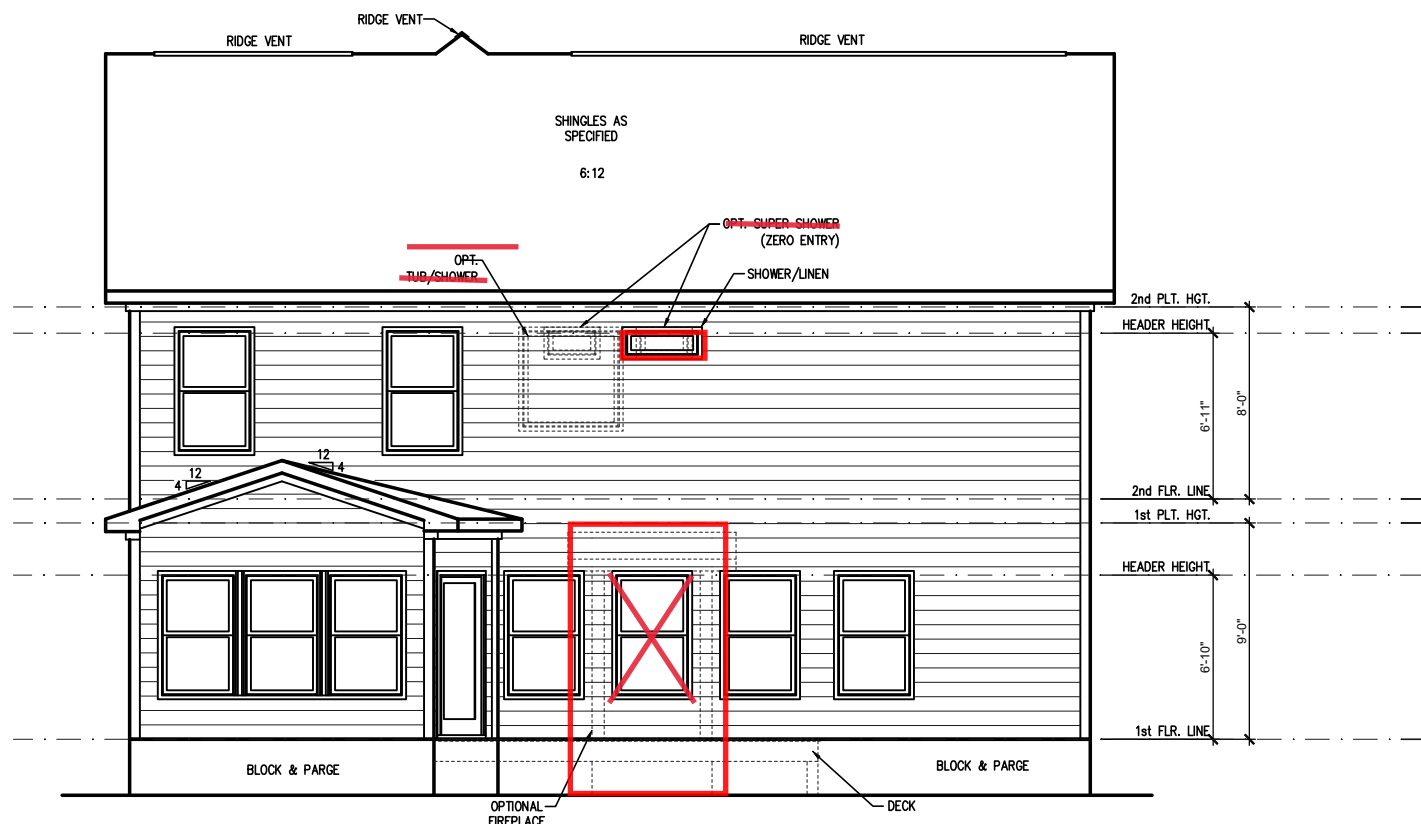 RIDGE VENT
RIDGE VENT
RIDGE VENT
SHINGLES AS
SPECIFIED
6:12
OPT. SUPER SHOWER
(ZERO ENTRY)
OPT.
TUB/SHOWER
SHOWER/LINEN
2nd PLT. HGT.
HEADER HEIGHT
6'-11"
8'-0"
12
4
12
4
2nd FLR. LINE
1st PLT. HGT.
HEADER HEIGHT
6'-10"
9'-0"
1st FLR. LINE
BLOCK & PARGE
BLOCK & PARGE
OPTIONAL
FIREPLACE
DECK